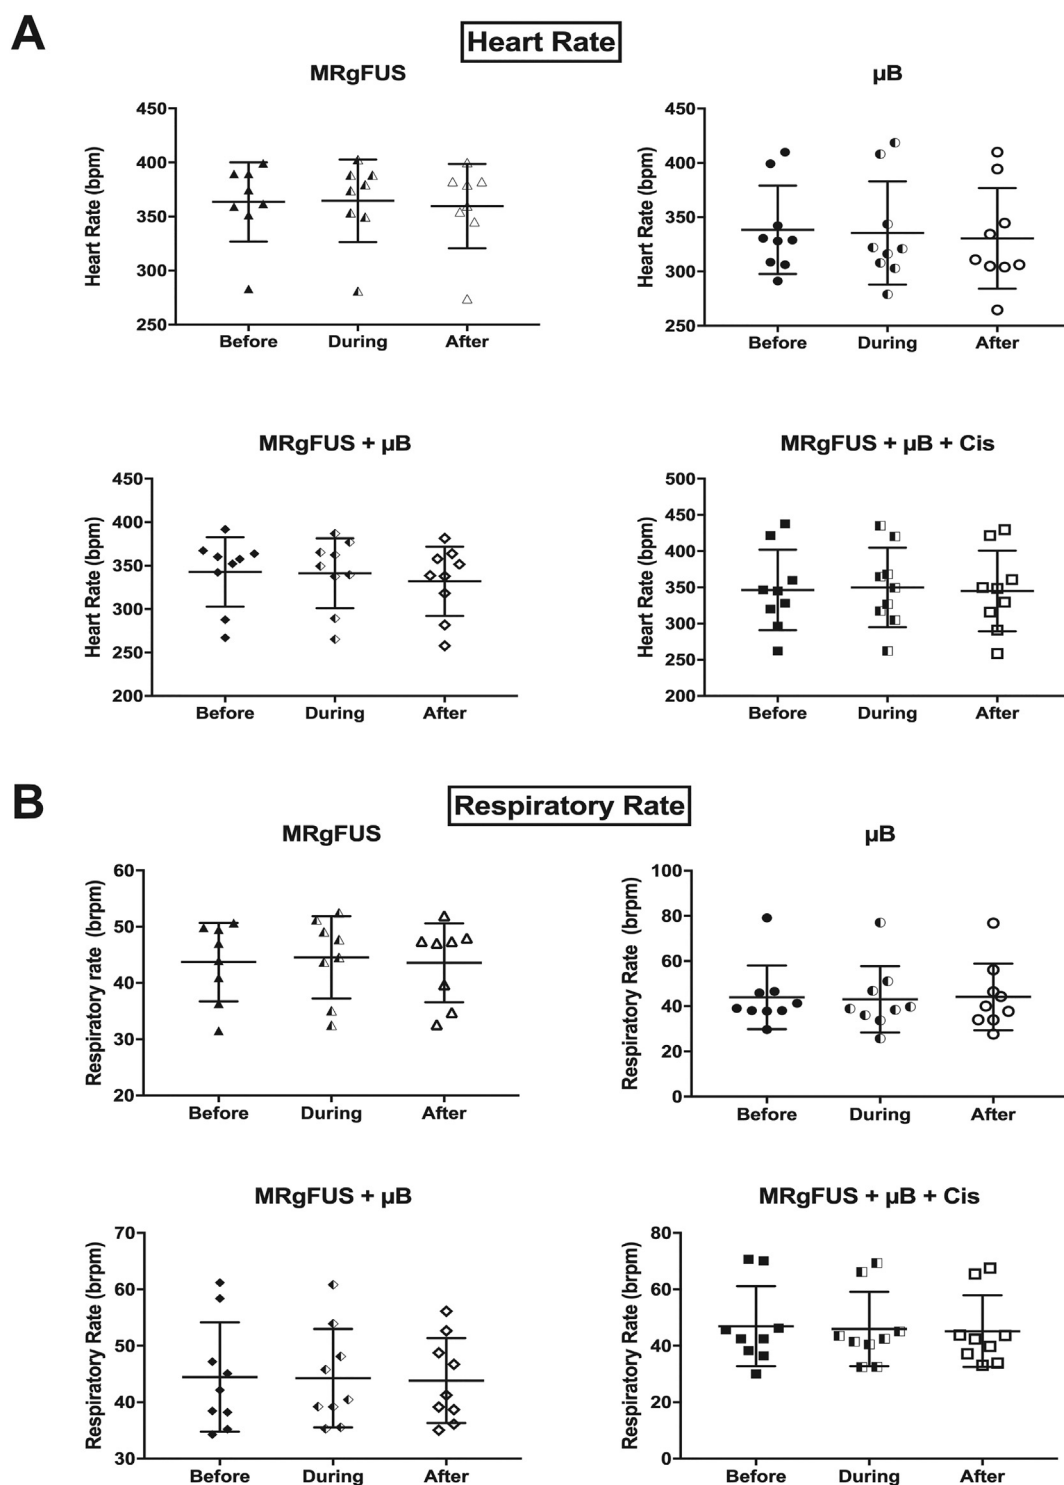 A
Heart Rate
MRgFUS
µB
Heart Rate (bpm)
450
400
350
300
250
Before During After
Heart Rate (bpm)
450
400
350
300
250
Before During After
MRgFUS + µB
MRgFUS + µB + Cis
Heart Rate (bpm)
450
400
350
300
250
200
Before During After
Heart Rate (bpm)
500
450
400
350
300
250
200
Before During After
B
Respiratory Rate
MRgFUS
µB
Respiratory rate (brpm)
60
50
40
30
20
Before During After
Respiratory Rate (brpm)
100
80
60
40
20
0
Before During After
MRgFUS + µB
MRgFUS + µB + Cis
Respiratory Rate (brpm)
70
60
50
40
30
Before During After
Respiratory Rate (brpm)
80
60
40
20
0
Before During After